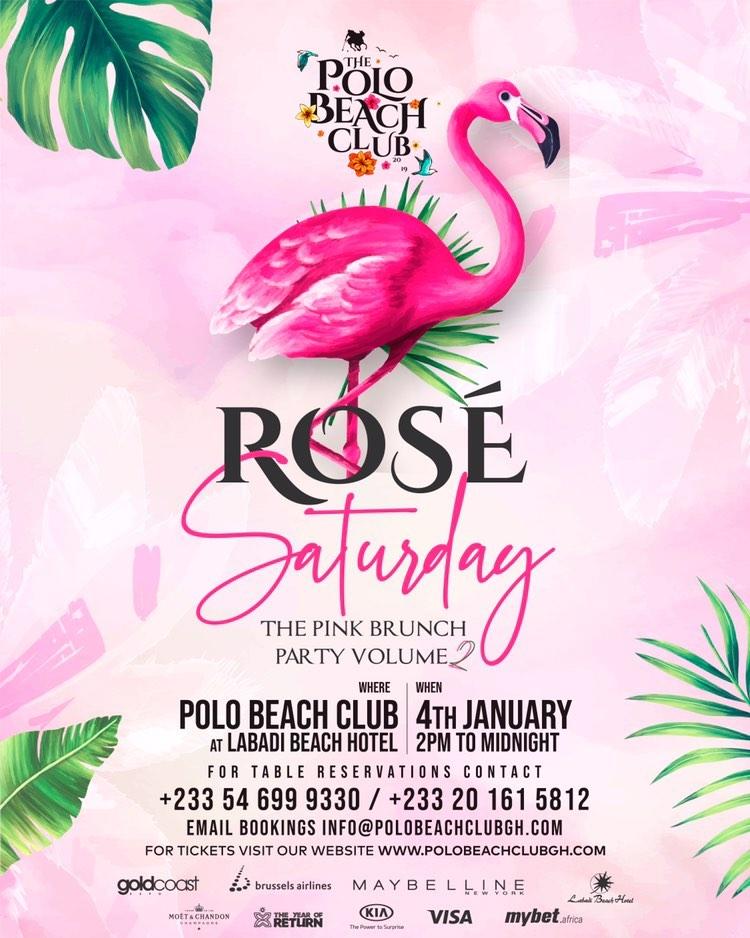 THE
POLO
BEACH
CLUB
20
19
ROSÉ
Saturday
THE PINK BRUNCH
PARTY VOLUME 2
WHERE
POLO BEACH CLUB
AT LABADI BEACH HOTEL
WHEN
4TH JANUARY
2PM TO MIDNIGHT
FOR TABLE RESERVATIONS CONTACT
+233 54 699 9330 / +233 20 161 5812
EMAIL BOOKINGS INFO@POLOBEACHCLUBGH.COM
FOR TICKETS VISIT OUR WEBSITE WWW.POLOBEACHCLUBGH.COM
goldcoast
brussels airlines
MAYBELLINE
NEW YORK
Labadi Beach Hotel
MOËT & CHANDON
CHAMPAGNE
THE YEAR OF
RETURN
KIA
The Power to Surprise
VISA
mybet.africa